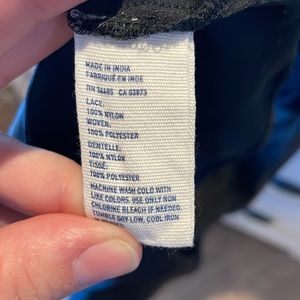 MADE IN INDIA
FABRIQUÉ EN INDE
RN 54485 CA 03973
LACE:
100% NYLON
WOVEN:
100% POLYESTER
DENTELLE:
100% NYLON
TISSÉ:
100% POLYESTER
MACHINE WASH COLD WITH
LIKE COLORS. USE ONLY NON
CHLORINE BLEACH IF NEEDED.
TUMBLE DRY LOW, COOL IRON